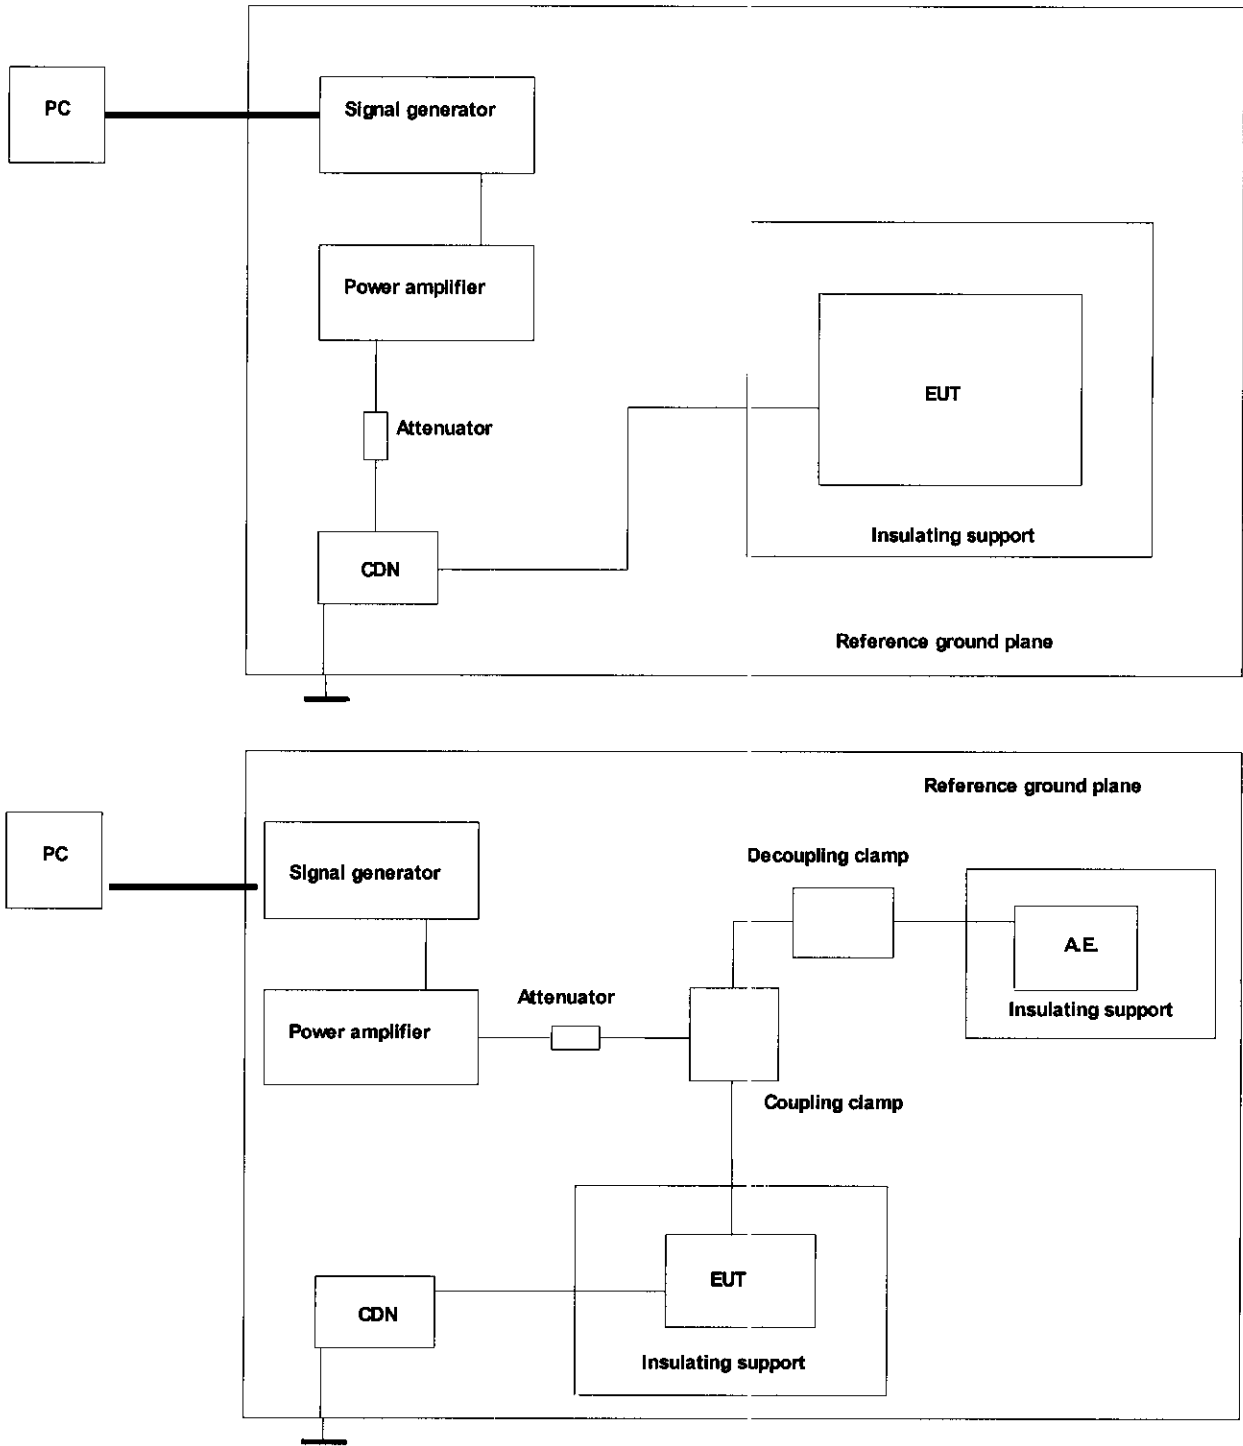 PC
Signal generator
Power amplifier
Attenuator
EUT
Insulating support
CDN
Reference ground plane
Reference ground plane
PC
Signal generator
Decoupling clamp
A.E.
Insulating support
Attenuator
Power amplifier
Coupling clamp
EUT
CDN
Insulating support